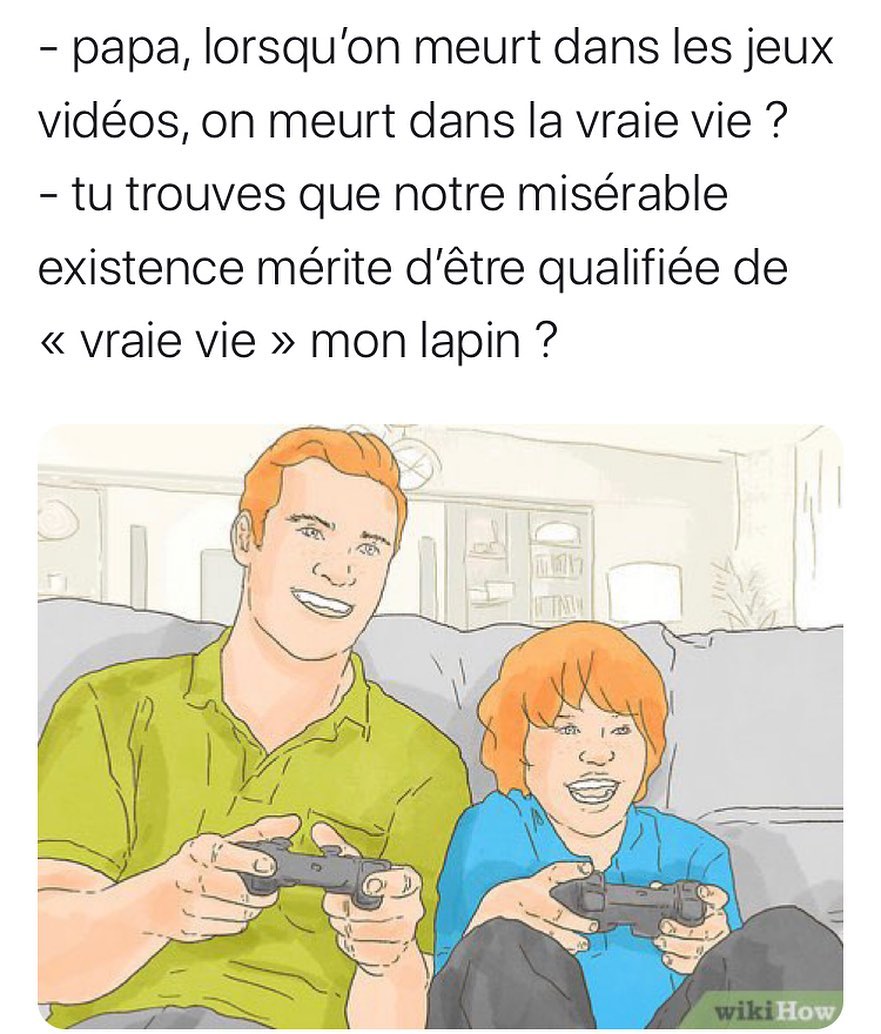 - papa, lorsqu’on meurt dans les jeux
vidéos, on meurt dans la vraie vie ?
- tu trouves que notre misérable
existence mérite d’être qualifiée de
« vraie vie » mon lapin ?
wikiHow